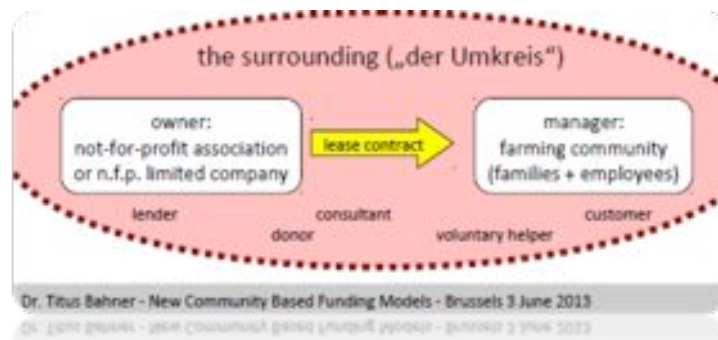 the surrounding („der Umkreis“)
owner:
not-for-profit association
or n.f.p. limited company
lease contract
manager:
farming community
(families + employees)
lender consultant customer
donor voluntary helper
Dr. Titus Bahner - New Community Based Funding Models - Brussels 3 June 2013